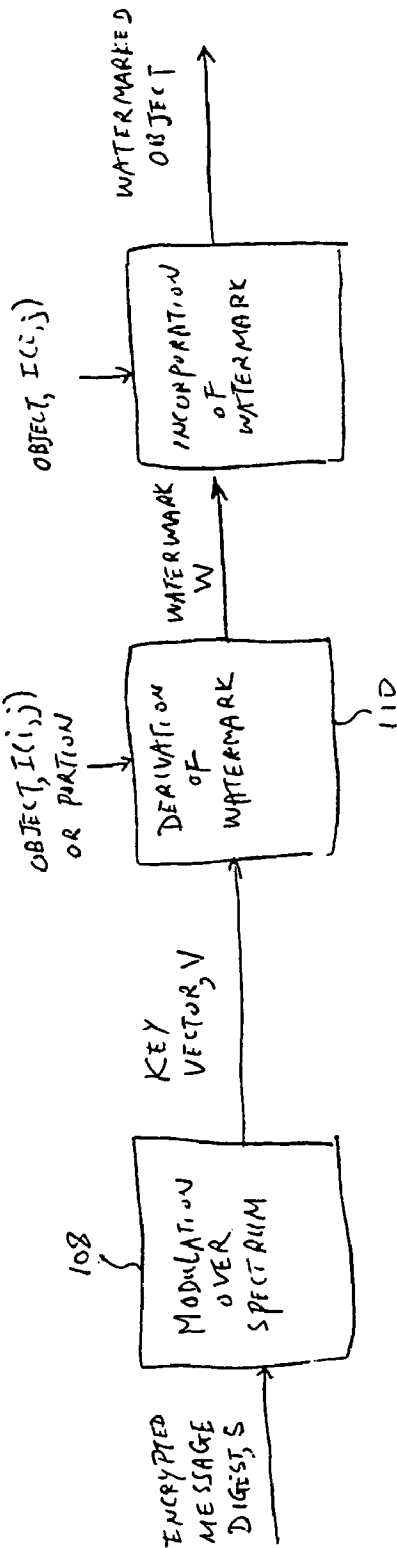 ENCRYPTED
MESSAGE
DIGEST, S
108
MODULATION
OVER
SPECTRUM
KEY
VECTOR, V
OBJECT, I(i,j)
OR PORTION
DERIVATION
OF
WATERMARK
110
WATERMARK
W
OBJECT, I(i,j)
INCORPORATION
OF
WATERMARK
WATERMARKED
OBJECT